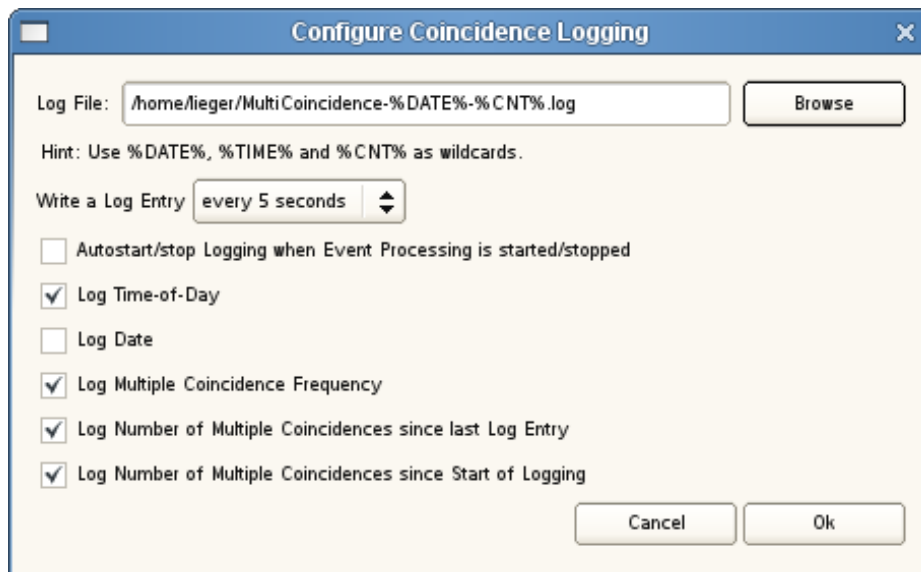 Configure Coincidence Logging
Log File: /home/lieger/MultiCoincidence-%DATE%-%CNT%.log Browse
Hint: Use %DATE%, %TIME% and %CNT% as wildcards.
Write a Log Entry every 5 seconds
Autostart/stop Logging when Event Processing is started/stopped
Log Time-of-Day
Log Date
Log Multiple Coincidence Frequency
Log Number of Multiple Coincidences since last Log Entry
Log Number of Multiple Coincidences since Start of Logging
Cancel Ok